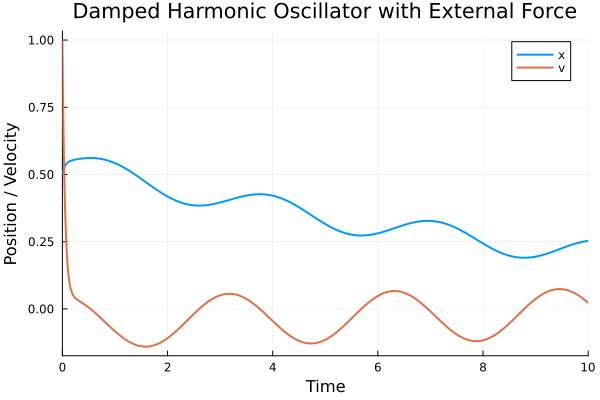 Damped Harmonic Oscillator with External Force
1.00
0.75
0.50
0.25
0.00
Position / Velocity
x
v
0 2 4 6 8 10
Time